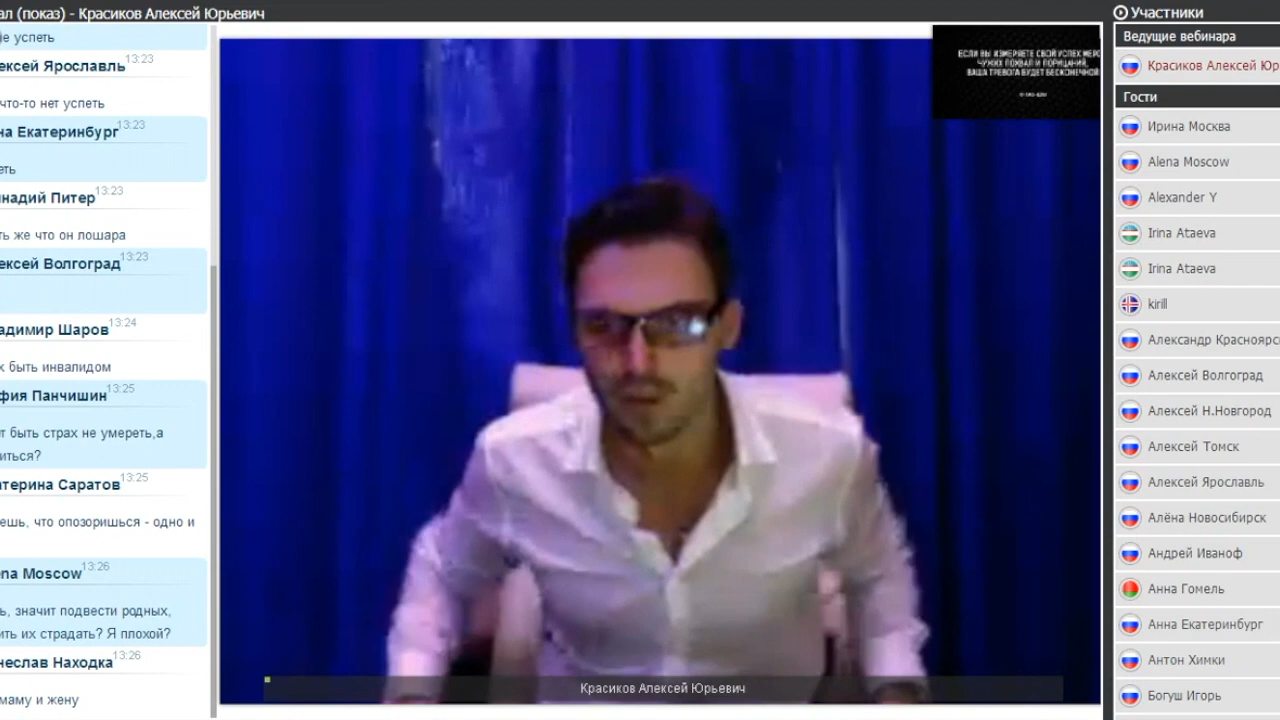 ал (показ) - Красиков Алексей Юрьевич
е успеть
ексей Ярославль 13:23
что-то нет успеть
на Екатеринбург 13:23
еть
надий Питер 13:23
ть же что он лошара
ексей Волгоград 13:23
адимир Шаров 13:24
х быть инвалидом
фия Панчишин 13:25
т быть страх не умереть,а
иться?
терина Саратов 13:25
ешь, что опозоришься - одно и
na Moscow 13:26
ь, значит подвести родных,
ить их страдать? Я плохой?
чеслав Находка 13:26
маму и жену
ЕСЛИ ВЫ ИЗМЕРЯЕТЕ СВОЙ УСПЕХ МЕРО
ЧУЖИХ ПОХВАЛ И ПОРИЦАНИЙ,
ВАША ТРЕВОГА БУДЕТ БЕСКОНЕЧНОЙ
Красиков Алексей Юрьевич
Участники
Ведущие вебинара
Красиков Алексей Юр
Гости
Ирина Москва
Alena Moscow
Alexander Y
Irina Ataeva
Irina Ataeva
kirill
Александр Краснояpс
Алексей Волгоград
Алексей Н.Новгород
Алексей Томск
Алексей Ярославль
Алёна Новосибирск
Андрей Иваноф
Анна Гомель
Анна Екатеринбург
Антон Химки
Богуш Игорь